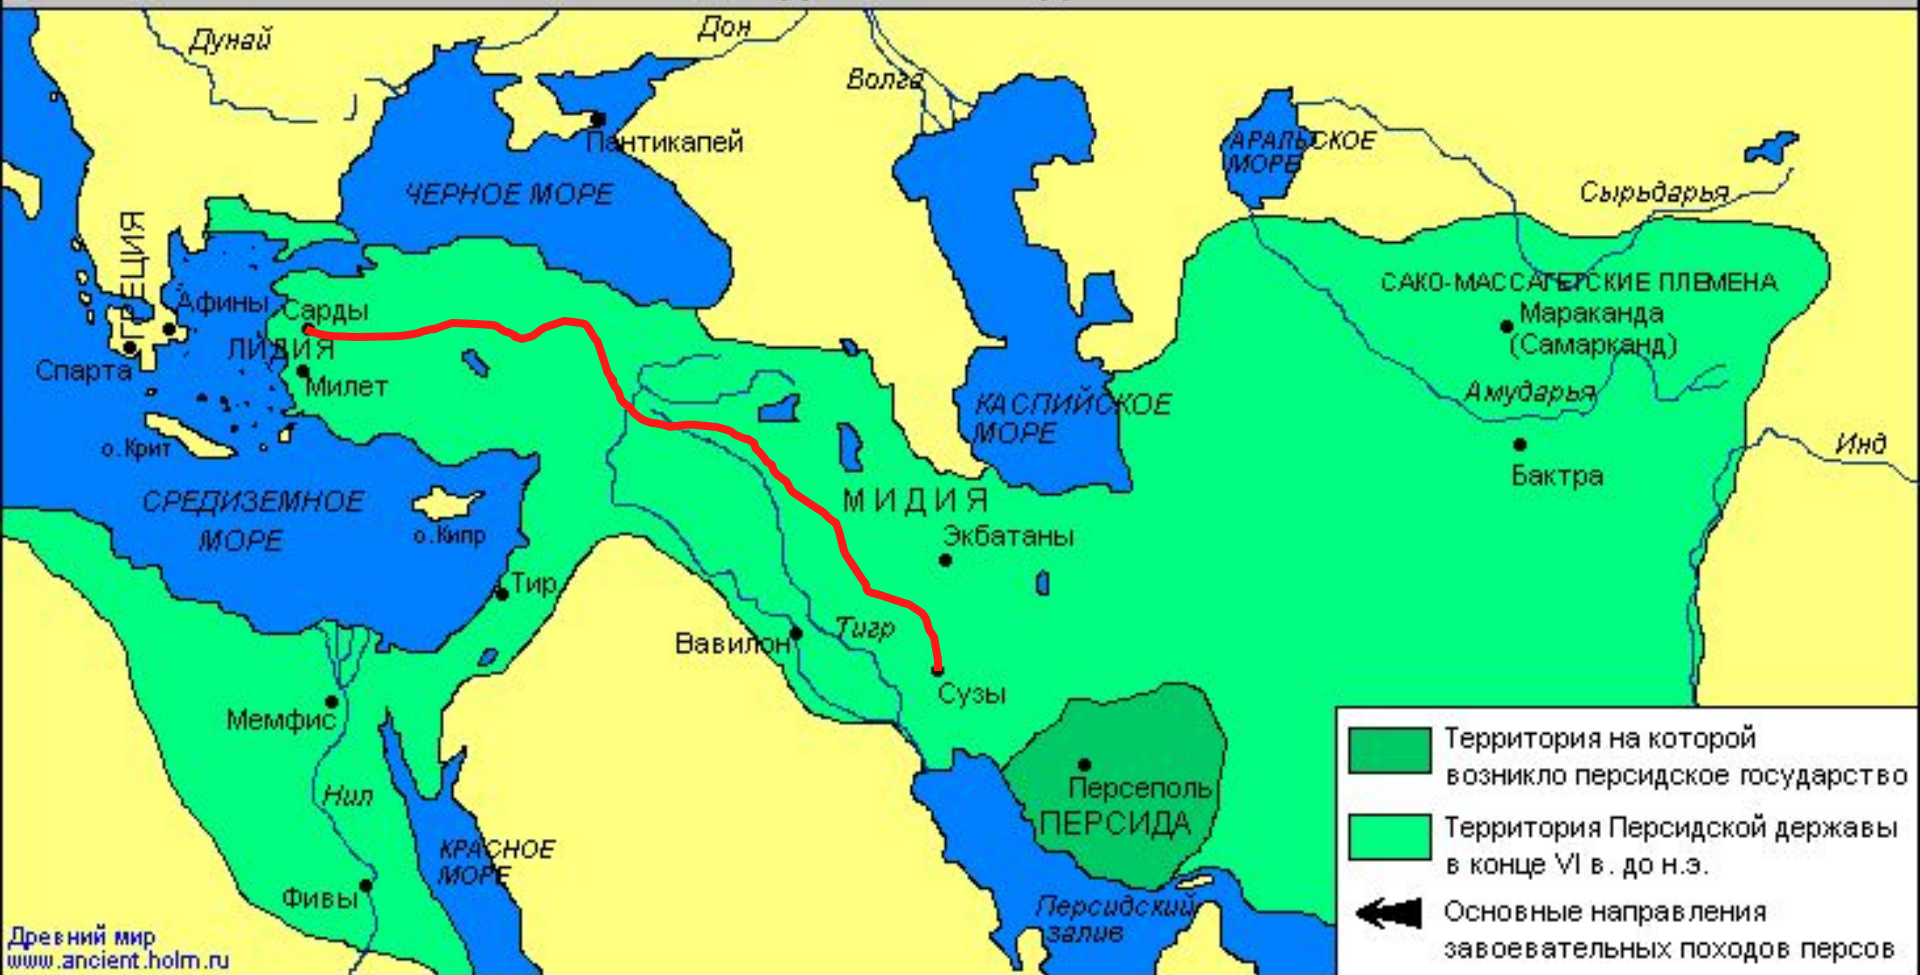 Дунай
Дон
Волга
Пантикапей
АРАЛЬСКОЕ
МОРЕ
ЧЕРНОЕ МОРЕ
Сырьдарья
ГРЕЦИЯ
САКО-МАССАГЕТСКИЕ ПЛЕМЕНА
Афины
Сарды
Мараканда
(Самарканд)
ЛИДИЯ
Спарта
Милет
Амударья
КАСПИЙСКОЕ
МОРЕ
о.Крит
Инд
Бактра
СРЕДИЗЕМНОЕ
МОРЕ
МИДИЯ
о.Кипр
Экбатаны
Тир
Вавилон
Тигр
Сузы
Мемфис
Нил
Персеполь
ПЕРСИДА
КРАСНОЕ
МОРЕ
Фивы
Персидский
залив
Территория на которой
возникло персидское государство
Территория Персидской державы
в конце VI в. до н.э.
Основные направления
завоевательных походов персов
Древний мир
www.ancient.holm.ru